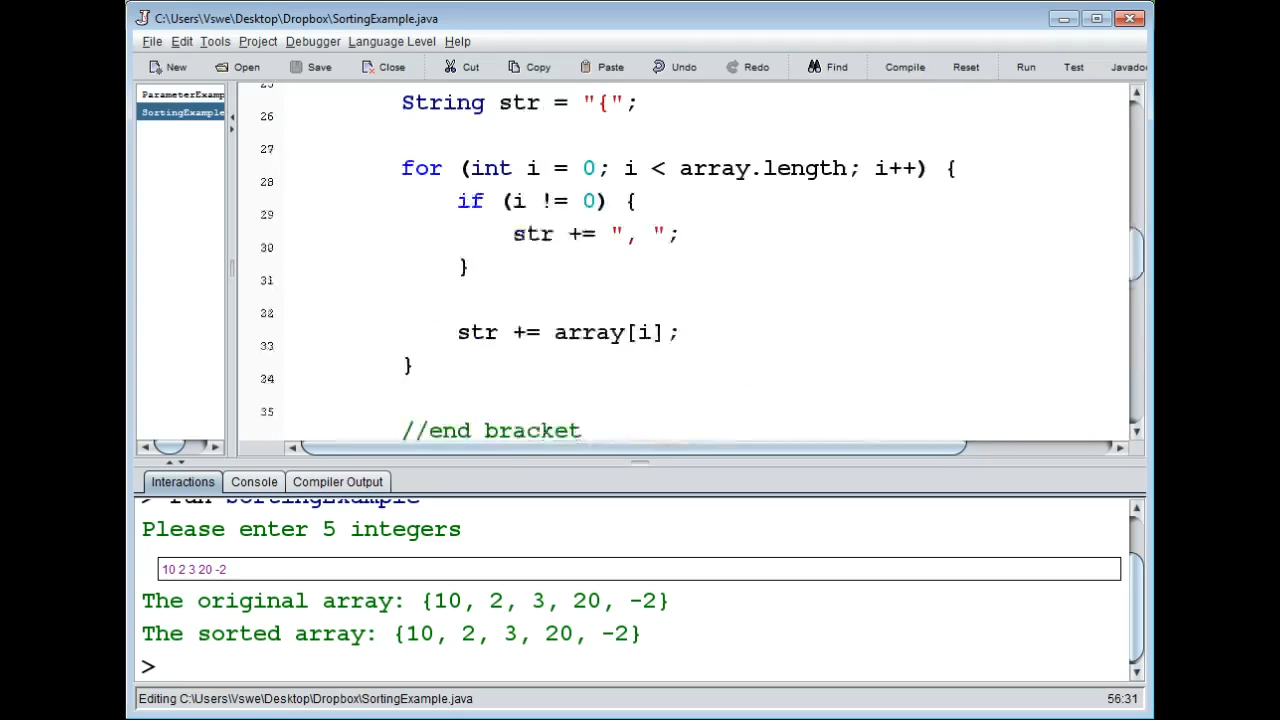 C:\Users\Vswe\Desktop\Dropbox\SortingExample.java
File Edit Tools Project Debugger Language Level Help
New Open Save Close Cut Copy Paste Undo Redo Find Compile Reset Run Test Javado
ParameterExamp
SortingExample
26 String str = "{";
27
28 for (int i = 0; i < array.length; i++) {
29 if (i != 0) {
30 str += ", ";
31 }
32
33 str += array[i];
34 }
35
//end bracket
Interactions Console Compiler Output
> run SortingExample
Please enter 5 integers
10 2 3 20 -2
The original array: {10, 2, 3, 20, -2}
The sorted array: {10, 2, 3, 20, -2}
>
Editing C:\Users\Vswe\Desktop\Dropbox\SortingExample.java 56:31